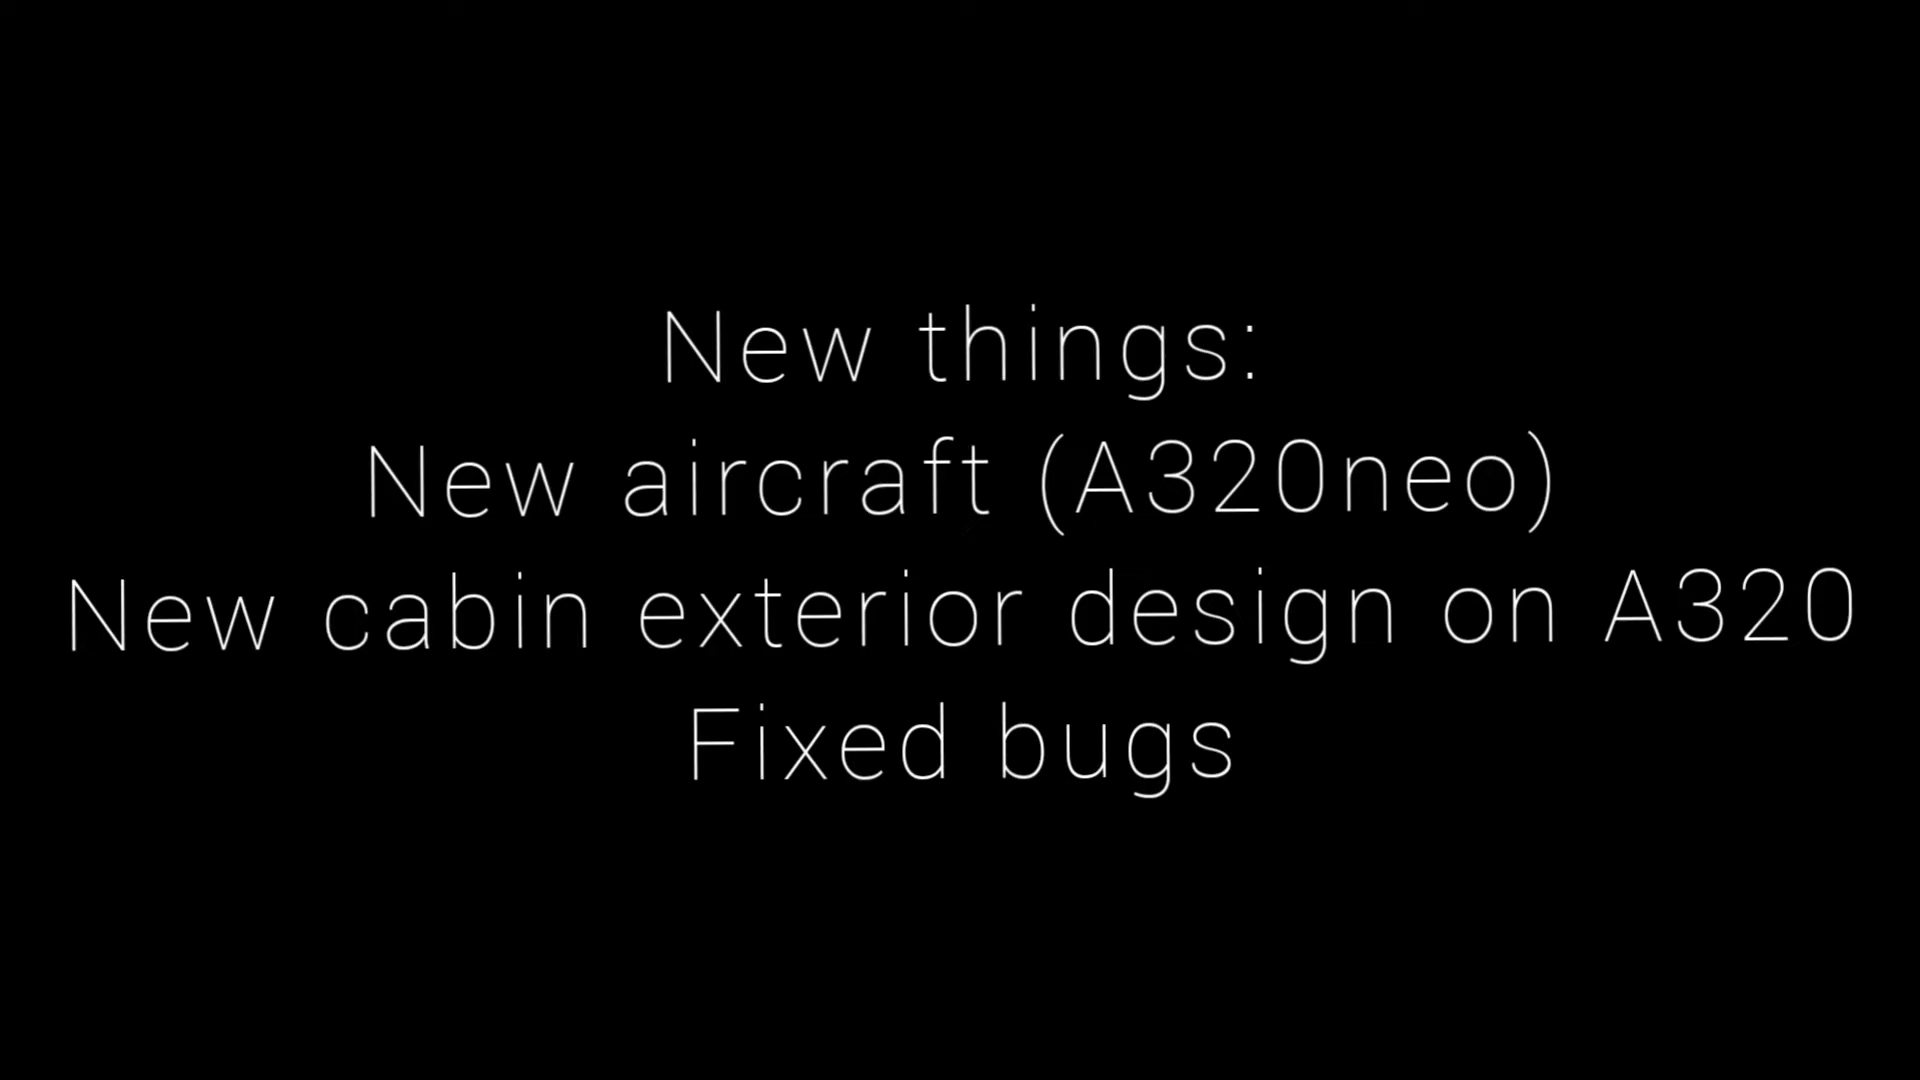 New things:
New aircraft (A320neo)
New cabin exterior design on A320
Fixed bugs